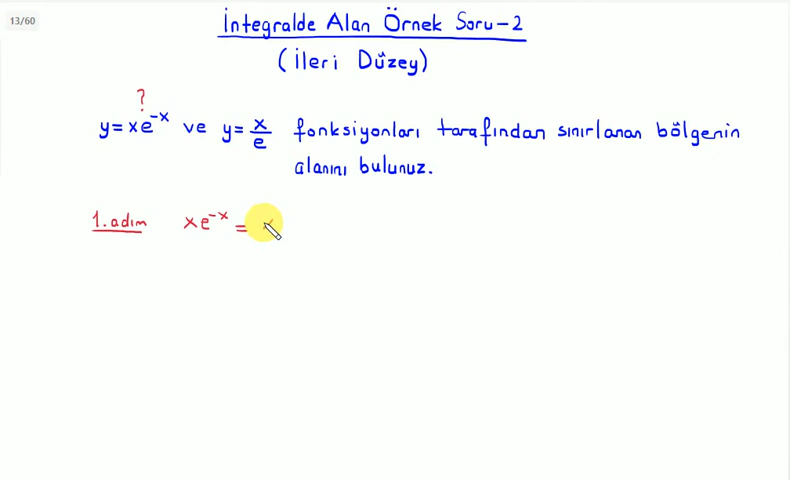 13/60
İntegralde Alan Örnek Soru-2
(İleri Düzey)
?
y=xe^-x ve y=x/e fonksiyonları tarafından sınırlanan bölgenin
alanını bulunuz.
1. adım xe^-x = x